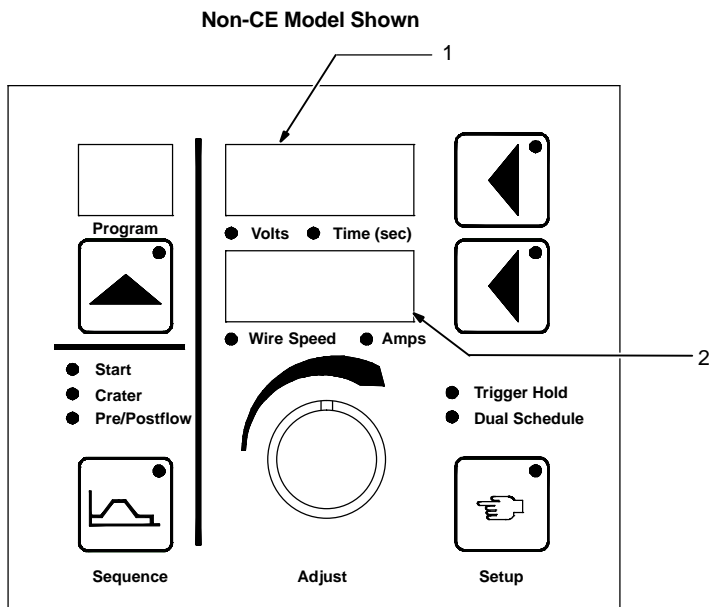 Non-CE Model Shown
1
Program
Volts Time (sec)
Wire Speed Amps
2
Start
Crater
Pre/Postflow
Trigger Hold
Dual Schedule
Sequence
Adjust
Setup